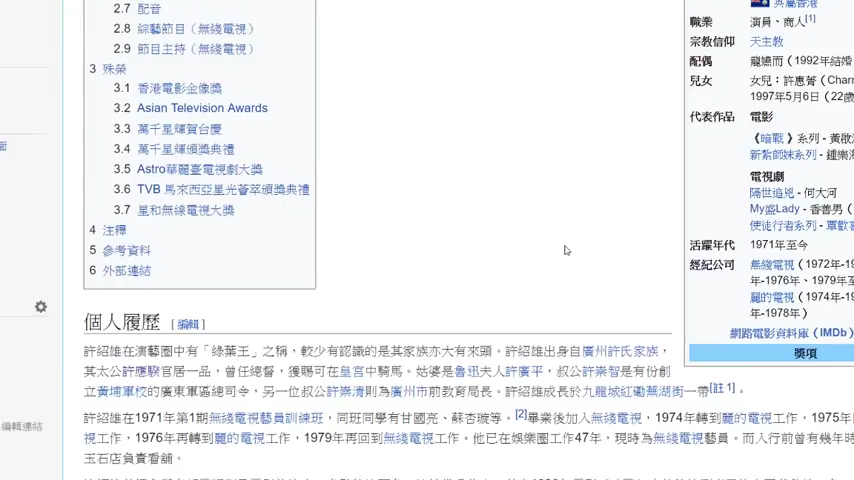 2.7 配音
2.8 綜藝節目（無綫電視）
2.9 節目主持（無綫電視）
3 殊榮
3.1 香港電影金像獎
3.2 Asian Television Awards
3.3 萬千星輝賀台慶
3.4 萬千星輝頒獎典禮
3.5 Astro華麗臺電視劇大獎
3.6 TVB 馬來西亞星光薈萃頒獎典禮
3.7 星和無線電視大獎
4 注釋
5 參考資料
6 外部連結
英屬香港
職業 演員、商人[1]
宗教信仰 天主教
配偶 龐嬿而（1992年結婚
兒女 女兒：許惠菁（Charn
1997年5月6日（22歲
代表作品 電影
《暗戰 》系列 - 黃啟
新紮師妹系列 - 鍾樂
電視劇
隔世追兇 - 何大河
My盛Lady - 香善男（
使徒行者系列 - 覃歡
活躍年代 1971年至今
經紀公司 無綫電視（1972年-19
年-1976年、1979年至
麗的電視（1974年-19
年-1978年）
網路電影資料庫（IMDb）
獎項
面
編輯連結
個人履歷 [ 編輯 ]
許紹雄在演藝圈中有「綠葉王」之稱，較少有認識的是其家族亦大有來頭。許紹雄出身自廣州許氏家族，
其太公許應騤官居一品，曾任總督，獲賜可在皇宮中騎馬。姑婆是魯迅夫人許廣平，叔公許崇智是有份創
立黃埔軍校的廣東軍區總司令，另一位叔公許崇清則為廣州市前教育局長。許紹雄成長於九龍城紅磡蕪湖街一帶[註 1]。
許紹雄在1971年第1期無綫電視藝員訓練班，同班同學有甘國亮、蘇杏璇等。[2]畢業後加入無綫電視，1974年轉到麗的電視工作，1975年
視工作，1976年再轉到麗的電視工作，1979年再回到無綫電視工作。他已在娛樂圈工作47年，現時為無綫電視藝員。而入行前曾有幾年時
玉石店負責看舖。